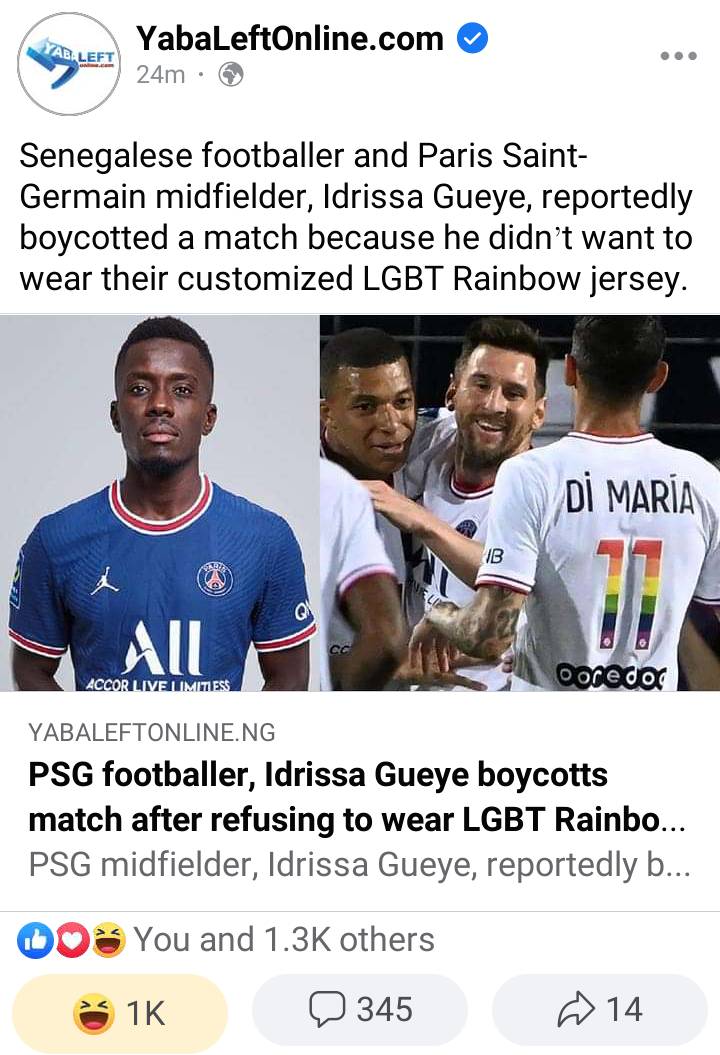 YABALEFT
online.com
YabaLeftOnline.com
24m ·
Senegalese footballer and Paris Saint-
Germain midfielder, Idrissa Gueye, reportedly
boycotted a match because he didn't want to
wear their customized LGBT Rainbow jersey.
PARIS
ALL
ACCOR LIVE LIMITLESS
Dİ MARÍA
11
ooredoo
YABALEFTONLINE.NG
PSG footballer, Idrissa Gueye boycotts
match after refusing to wear LGBT Rainbo...
PSG midfielder, Idrissa Gueye, reportedly b...
You and 1.3K others
1K
345
14